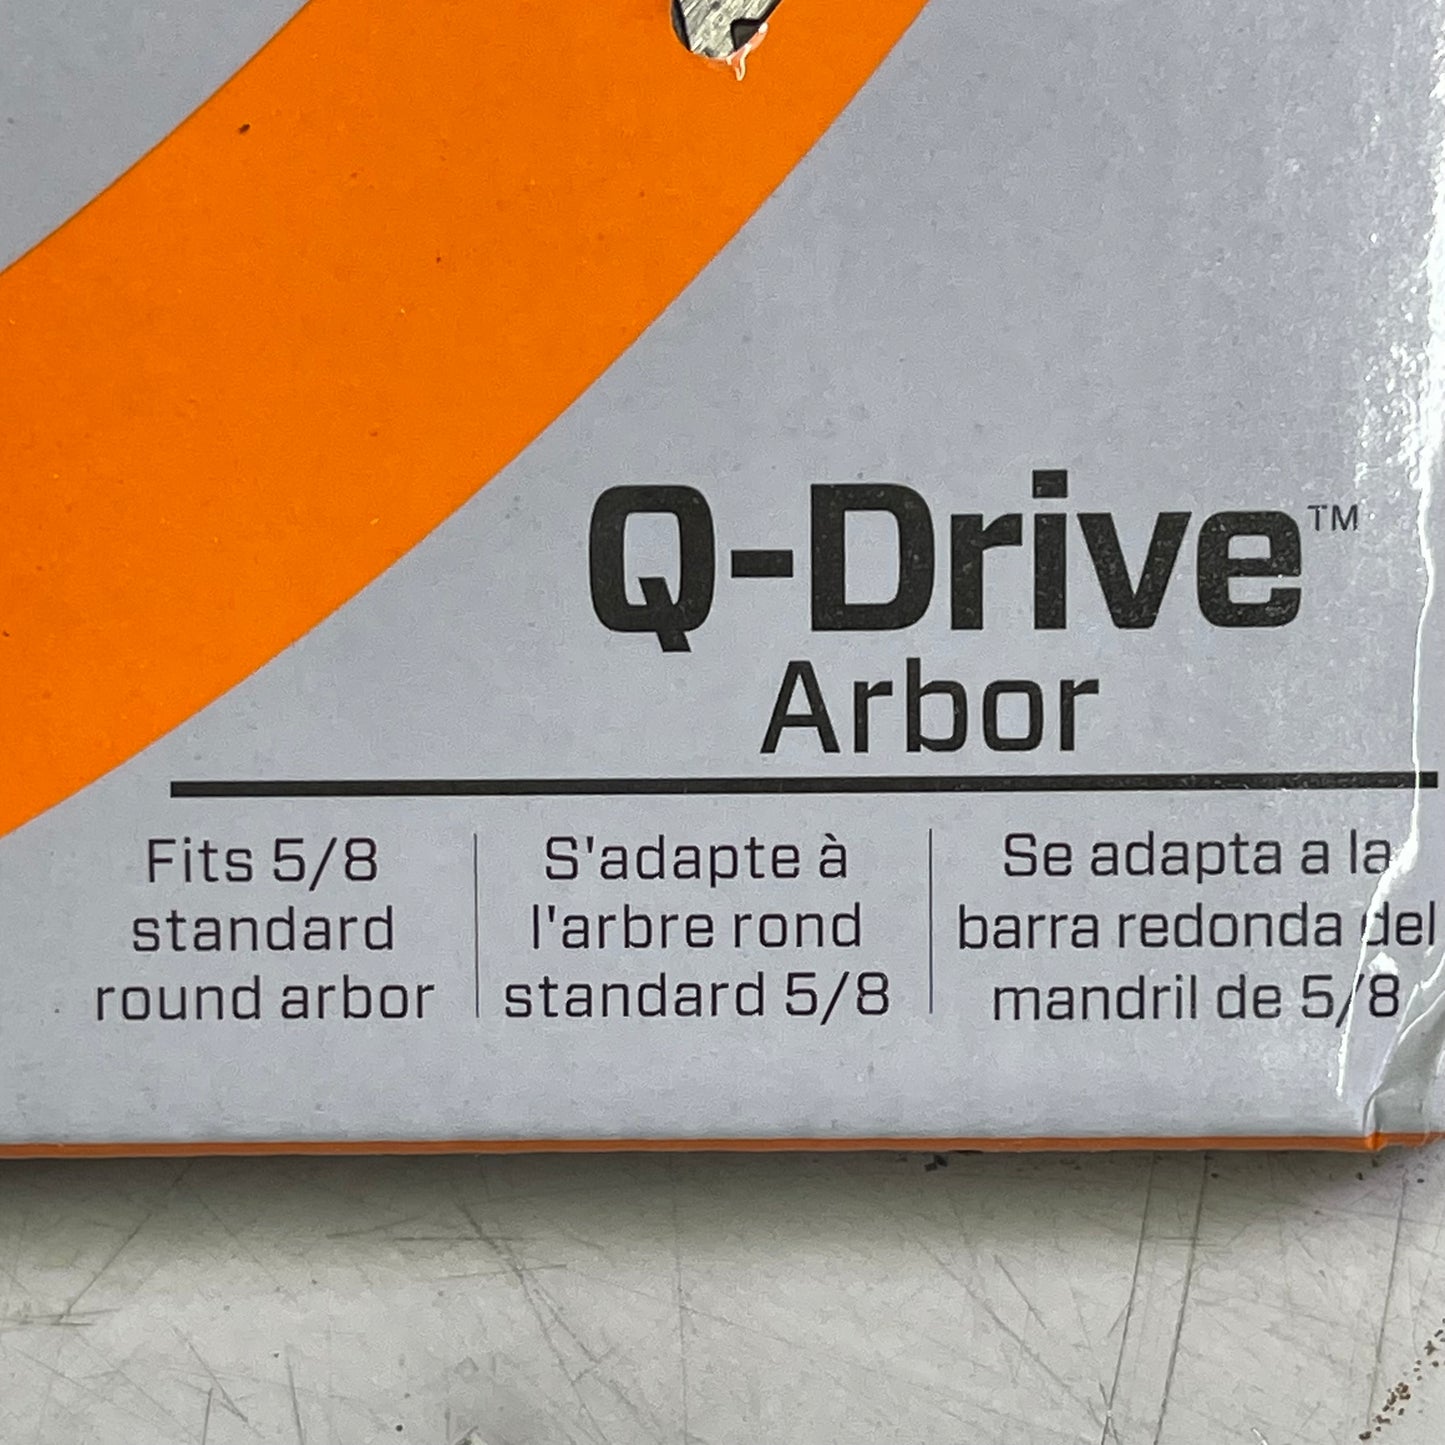 Q-Drive™
Arbor
Fits 5/8
standard
round arbor
S'adapte à
l'arbre rond
standard 5/8
Se adapta a la
barra redonda del
mandril de 5/8